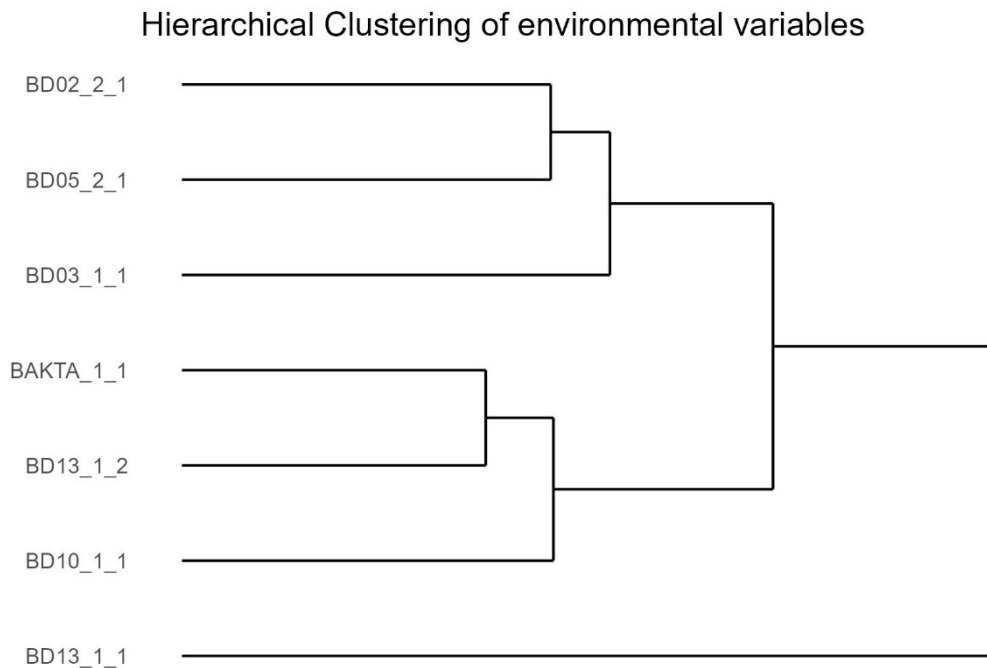 Hierarchical Clustering of environmental variables
BD02_2_1
BD05_2_1
BD03_1_1
BAKTA_1_1
BD13_1_2
BD10_1_1
BD13_1_1